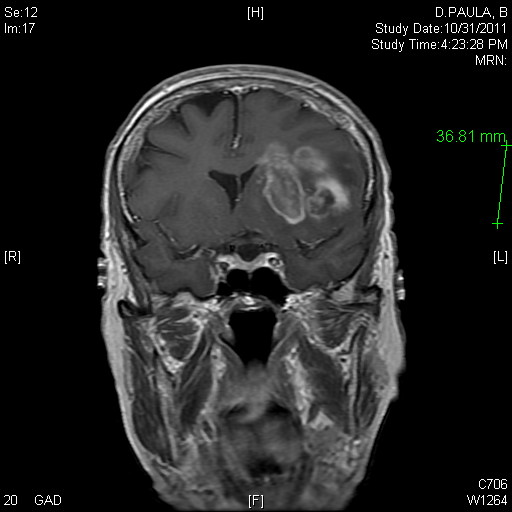 Se:12
Im:17
[H]
D.PAULA, B
Study Date:10/31/2011
Study Time:4:23:28 PM
MRN:
36.81 mm
[R]
[L]
20 GAD
[F]
C706
W1264